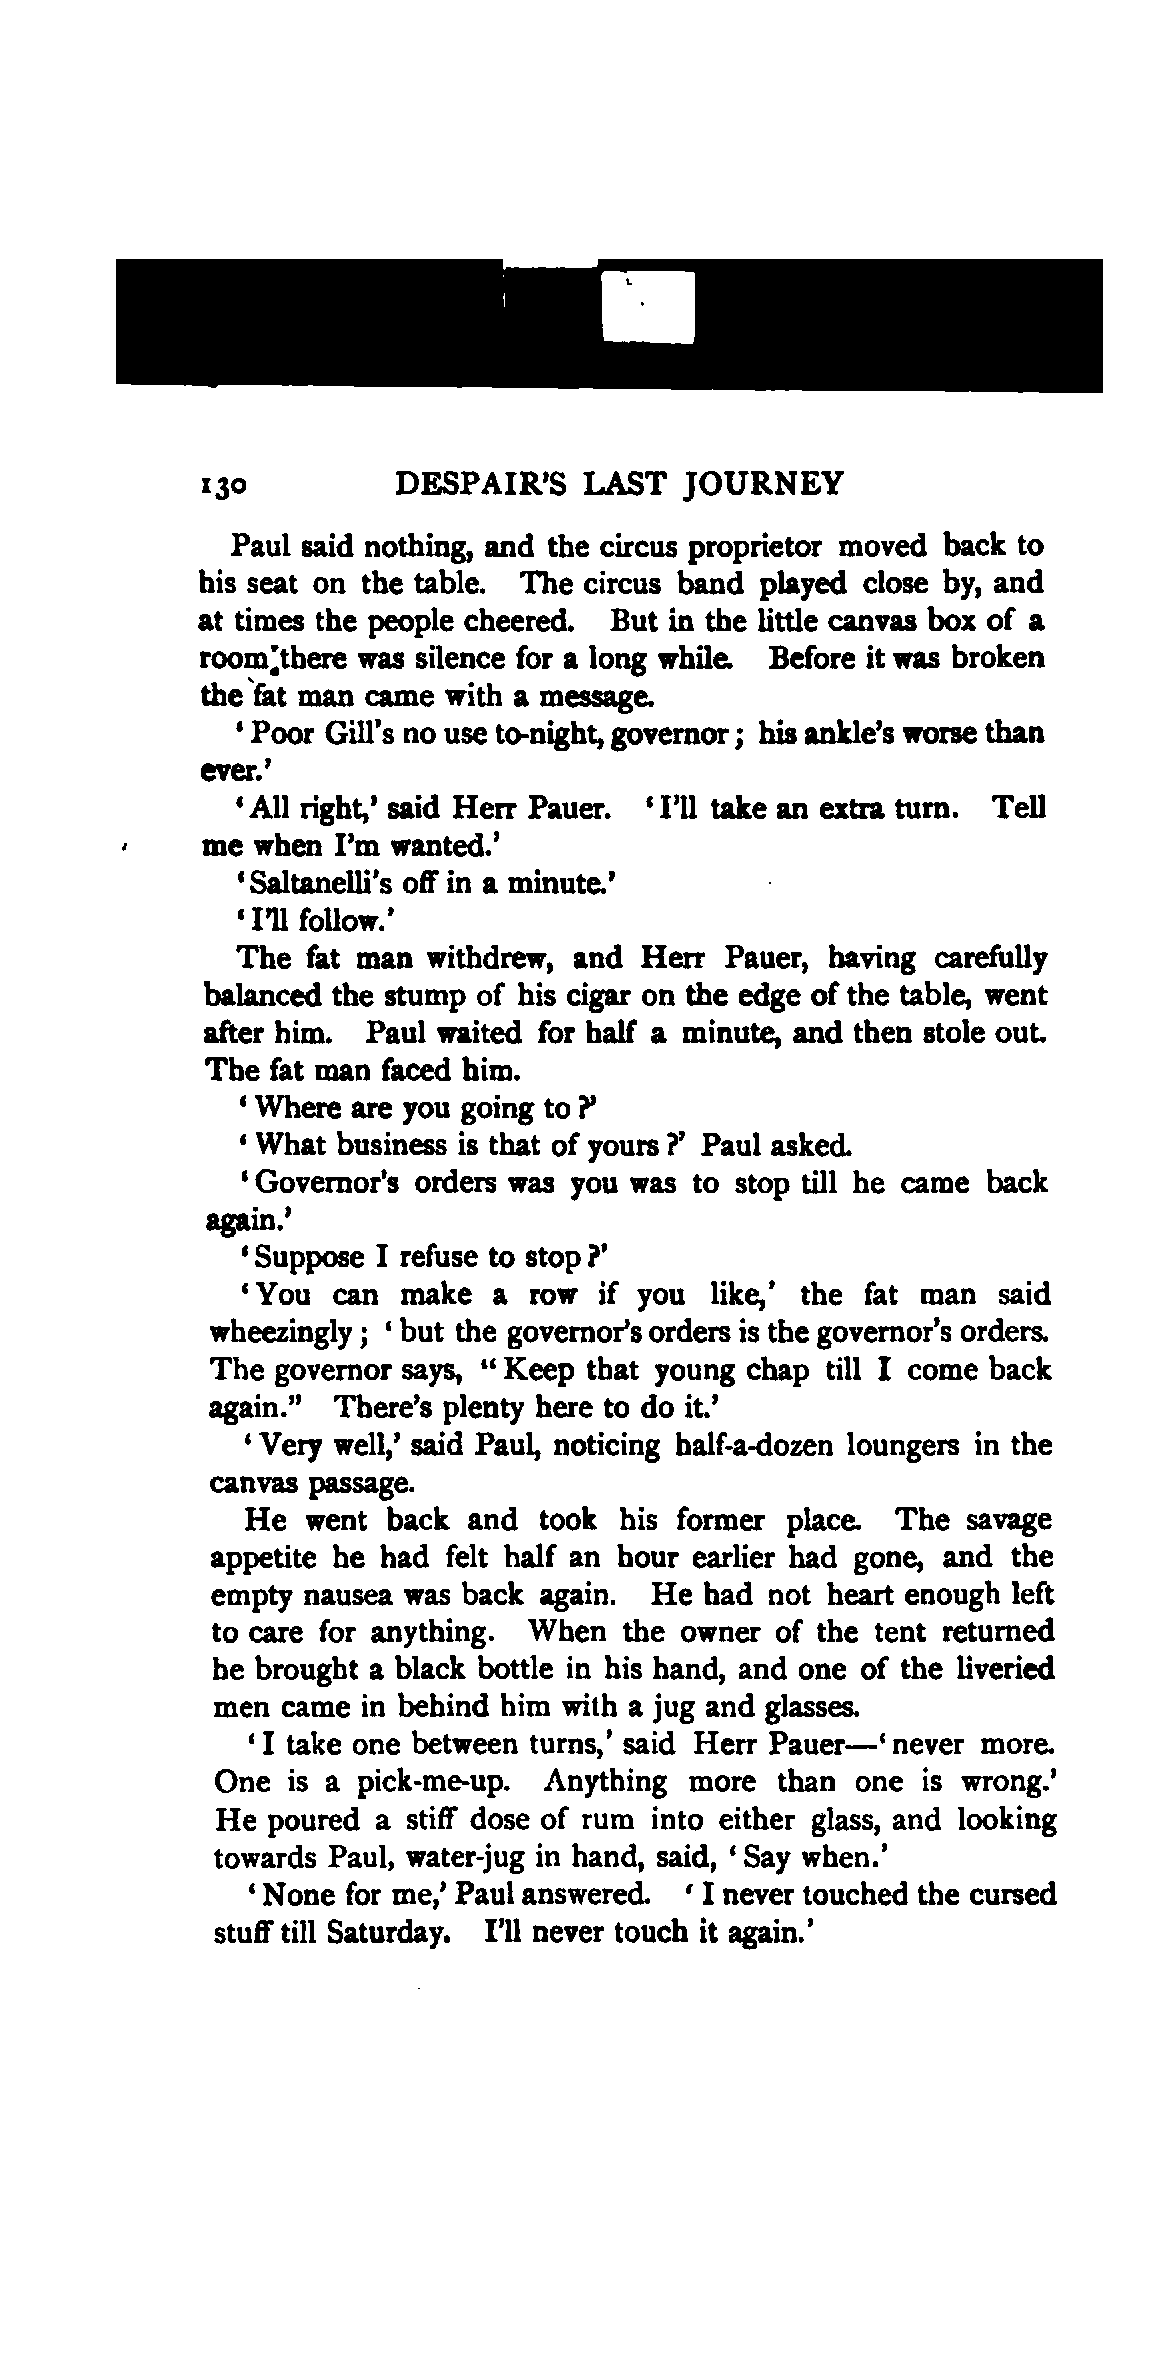 130 DESPAIR'S LAST JOURNEY
Paul said nothing, and the circus proprietor moved back to
his seat on the table. The circus band played close by, and
at times the people cheered. But in the little canvas box of a
room there was silence for a long while. Before it was broken
the fat man came with a message.
'Poor Gill's no use to-night, governor; his ankle's worse than
ever.'
'All right,' said Herr Pauer. 'I'll take an extra turn. Tell
me when I'm wanted.'
'Saltanelli's off in a minute.'
'I'll follow.'
The fat man withdrew, and Herr Pauer, having carefully
balanced the stump of his cigar on the edge of the table, went
after him. Paul waited for half a minute, and then stole out.
The fat man faced him.
'Where are you going to?'
'What business is that of yours?' Paul asked.
'Governor's orders was you was to stop till he came back
again.'
'Suppose I refuse to stop?'
'You can make a row if you like,' the fat man said
wheezingly; 'but the governor's orders is the governor's orders.
The governor says, "Keep that young chap till I come back
again." There's plenty here to do it.'
'Very well,' said Paul, noticing half-a-dozen loungers in the
canvas passage.
He went back and took his former place. The savage
appetite he had felt half an hour earlier had gone, and the
empty nausea was back again. He had not heart enough left
to care for anything. When the owner of the tent returned
he brought a black bottle in his hand, and one of the liveried
men came in behind him with a jug and glasses.
'I take one between turns,' said Herr Pauer—'never more.
One is a pick-me-up. Anything more than one is wrong.'
He poured a stiff dose of rum into either glass, and looking
towards Paul, water-jug in hand, said, 'Say when.'
'None for me,' Paul answered. 'I never touched the cursed
stuff till Saturday. I'll never touch it again.'